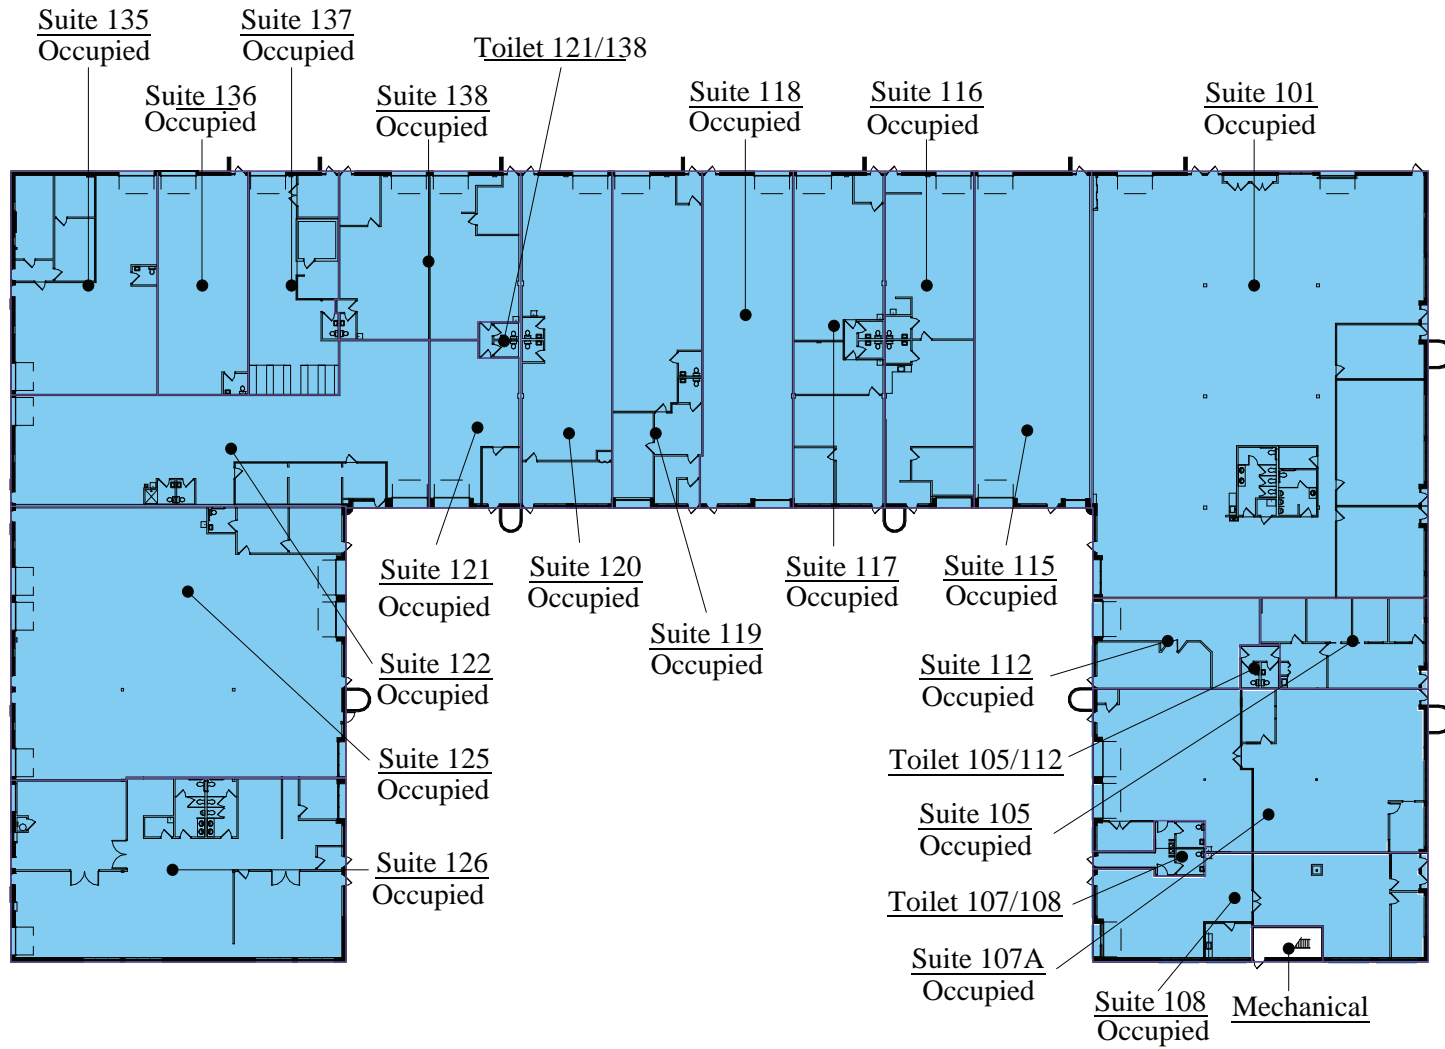 Suite 135
Occupied
Suite 137
Occupied
Toilet 121/138
Suite 136
Occupied
Suite 138
Occupied
Suite 118
Occupied
Suite 116
Occupied
Suite 101
Occupied
Suite 121
Occupied
Suite 120
Occupied
Suite 117
Occupied
Suite 115
Occupied
Suite 119
Occupied
Suite 122
Occupied
Suite 112
Occupied
Suite 125
Occupied
Toilet 105/112
Suite 105
Occupied
Suite 126
Occupied
Toilet 107/108
Suite 107A
Occupied
Suite 108
Occupied
Mechanical